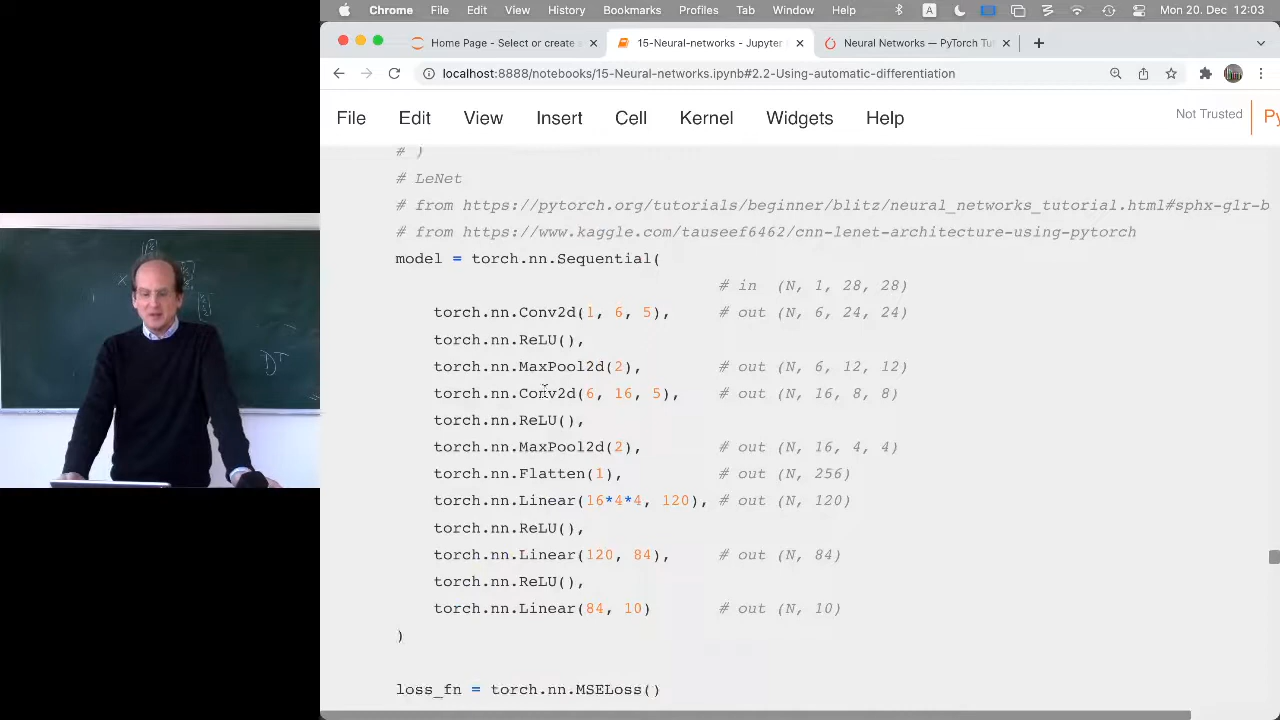 Chrome File Edit View History Bookmarks Profiles Tab Window Help A Mon 20. Dec 12:03
Home Page - Select or create a 15-Neural-networks - Jupyter Neural Networks — PyTorch Tut
localhost:8888/notebooks/15-Neural-networks.ipynb#2.2-Using-automatic-differentiation
File Edit View Insert Cell Kernel Widgets Help Not Trusted Py
# )
# LeNet
# from https://pytorch.org/tutorials/beginner/blitz/neural_networks_tutorial.html#sphx-glr-b
# from https://www.kaggle.com/tauseef6462/cnn-lenet-architecture-using-pytorch
model = torch.nn.Sequential(
# in (N, 1, 28, 28)
torch.nn.Conv2d(1, 6, 5), # out (N, 6, 24, 24)
torch.nn.ReLU(),
torch.nn.MaxPool2d(2), # out (N, 6, 12, 12)
torch.nn.Conv2d(6, 16, 5), # out (N, 16, 8, 8)
torch.nn.ReLU(),
torch.nn.MaxPool2d(2), # out (N, 16, 4, 4)
torch.nn.Flatten(1), # out (N, 256)
torch.nn.Linear(16*4*4, 120), # out (N, 120)
torch.nn.ReLU(),
torch.nn.Linear(120, 84), # out (N, 84)
torch.nn.ReLU(),
torch.nn.Linear(84, 10) # out (N, 10)
)
loss_fn = torch.nn.MSELoss()